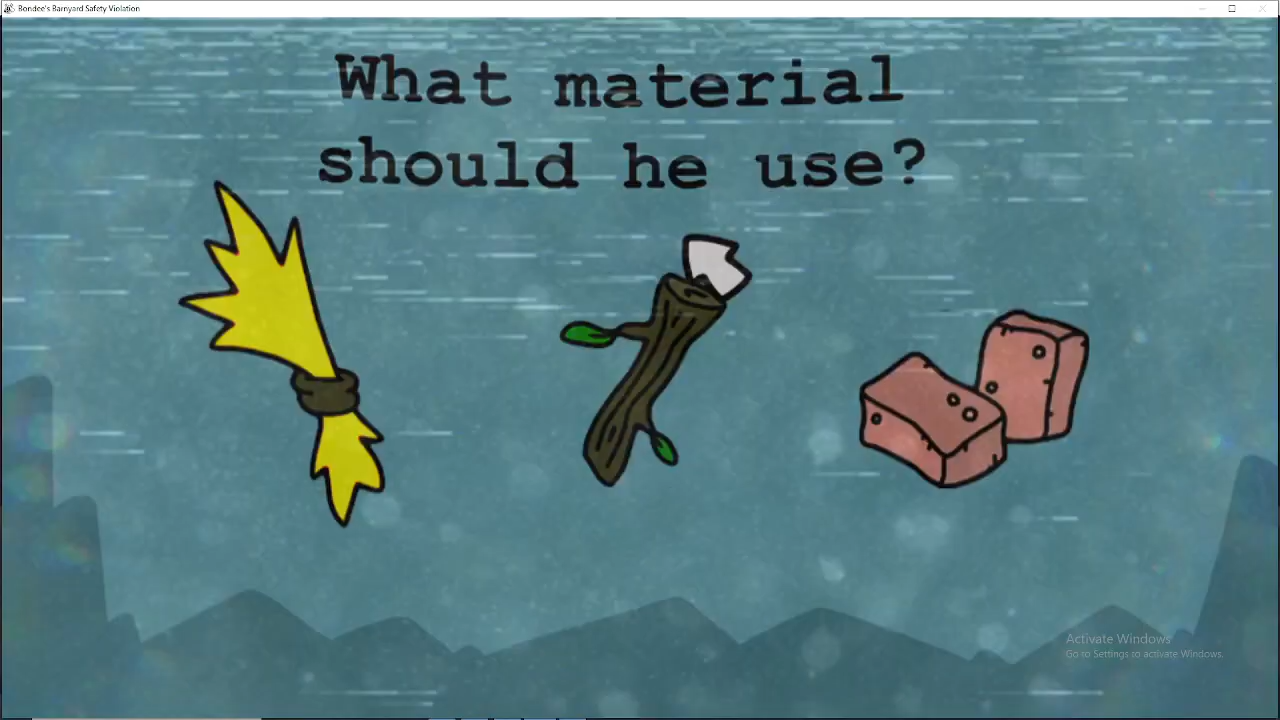 Bondee's Barnyard Safety Violation
What material
should he use?
Activate Windows
Go to Settings to activate Windows.